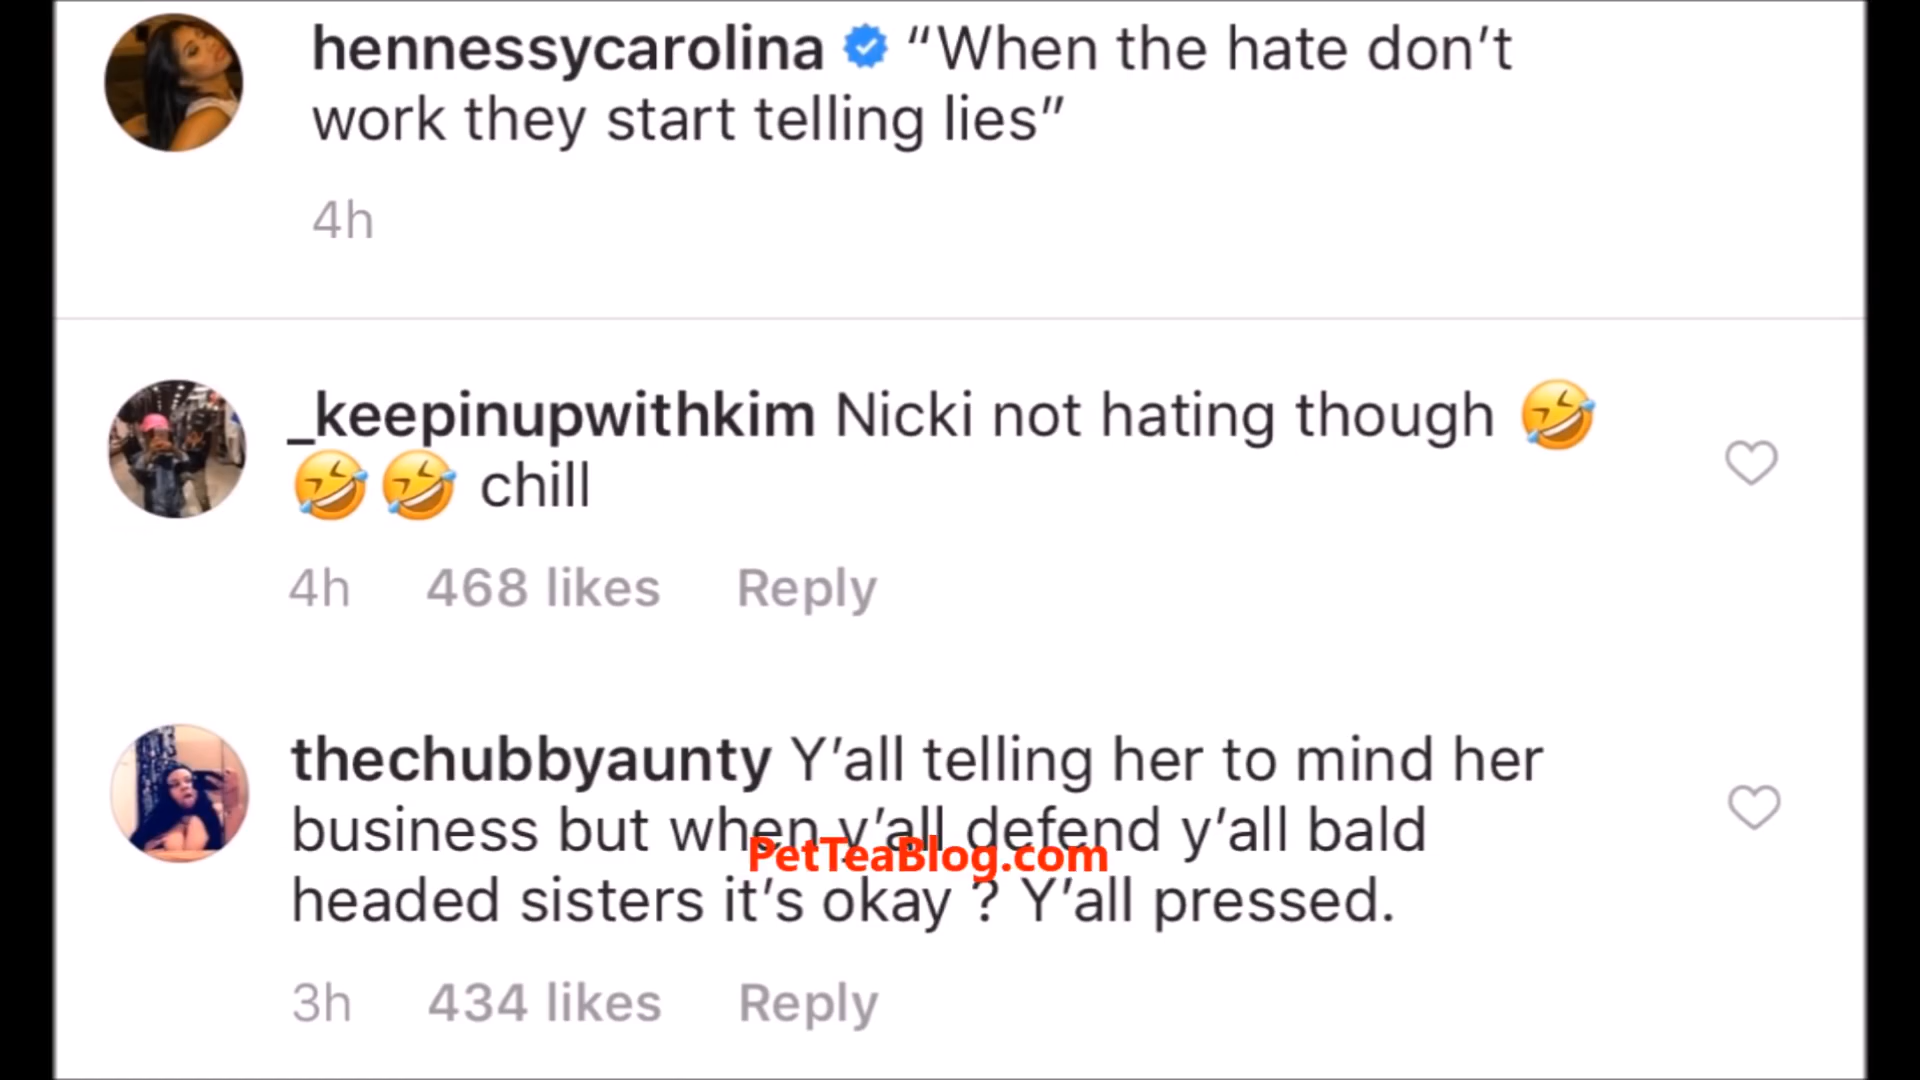 hennessycarolina “When the hate don’t
work they start telling lies”
4h
_keepinupwithkim Nicki not hating though 🤣
🤣🤣 chill
4h 468 likes Reply
thechubbyaunty Y’all telling her to mind her
business but when y’all defend y’all bald
PetTeaBlog.com
headed sisters it’s okay ? Y’all pressed.
3h 434 likes Reply